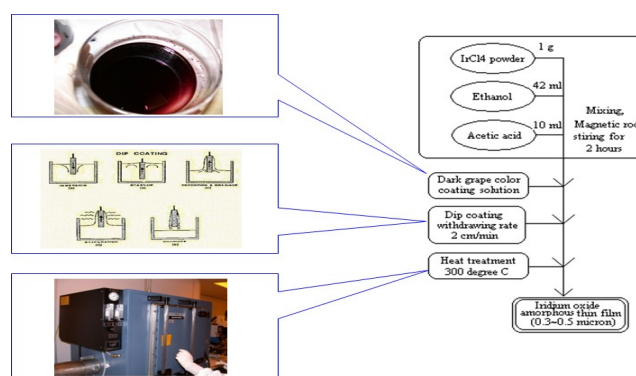 1 g
IrCl4 powder
42 ml
Ethanol
10 ml
Acetic acid
Mixing,
Magnetic rod
stiring for
2 hours
Dark grape color
coating solution
DIP COATING
Dip coating
withdrawing rate
2 cm/min
Heat treatment
300 degree C
Iridium oxide
amorphous thin film
(0.3~0.5 micron)